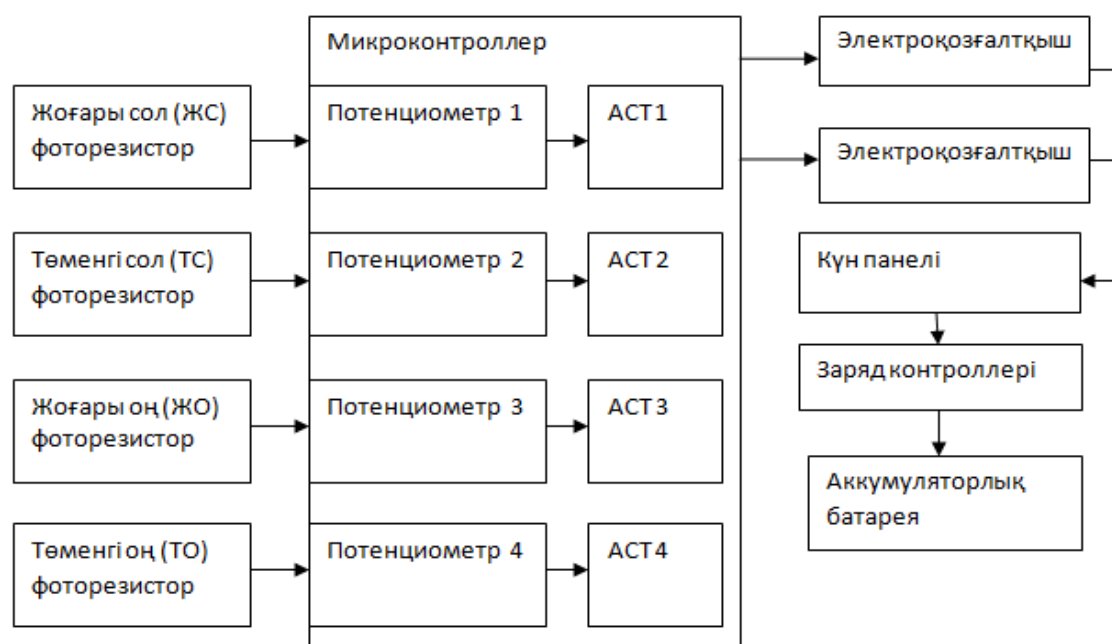 Микроконтроллер
Жоғары сол (ЖС)
фоторезистор
Потенциометр 1
АСТ1
Төменгі сол (ТС)
фоторезистор
Потенциометр 2
АСТ2
Жоғары оң (ЖО)
фоторезистор
Потенциометр 3
АСТ3
Төменгі оң (ТО)
фоторезистор
Потенциометр 4
АСТ4
Электроқозғалтқыш
Электроқозғалтқыш
Күн панелі
Заряд контроллері
Аккумуляторлық
батарея